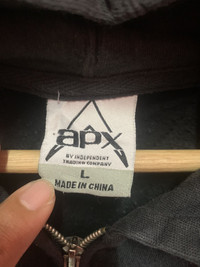 apx
BY INDEPENDENT
TRADING COMPANY
L
MADE IN CHINA